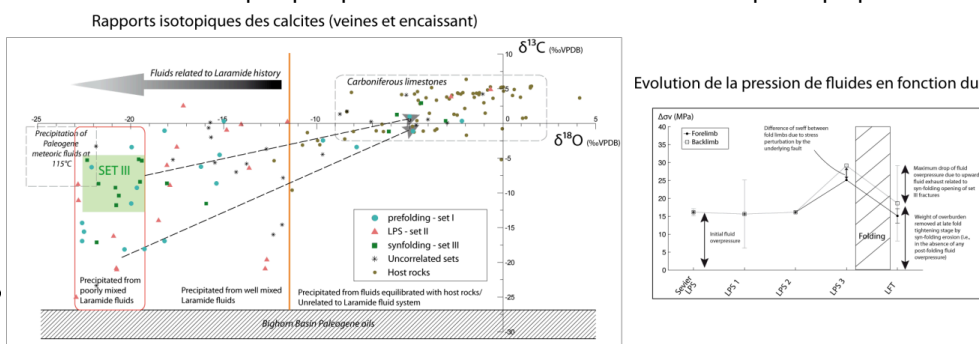 Rapports isotopiques des calcites (veines et encaissant)
10
δ13C (‰VPDB)
Fluids related to Laramide history
Carboniferous limestones
5
-25
-20
-15
-10
-5
5
δ18O (‰VPDB)
Precipitation of
Paleogene
meteoric fluids at
115°C
SET III
-5
-10
-15
-20
-25
-30
prefolding - set I
LPS - set II
synfolding - set III
Uncorrelated sets
Host rocks
Precipitated from
poorly mixed
Laramide fluids
Precipitated from well mixed
Laramide fluids
Precipitated from fluids equilibrated with host rocks/
Unrelated to Laramide fluid system
Bighorn Basin Paleogene oils
Evolution de la pression de fluides en fonction du
Δσv (MPa)
40
35
30
25
20
15
10
5
0
Forelimb
Backlimb
Difference of σveff between
fold limbs due to stress
perturbation by the
underlying fault
Initial fluid
overpressure
Folding
Maximum drop of fluid
overpressure due to upward
fluid exhaust related to
syn-folding opening of set
III fractures
Weight of overburden
removed at late fold
tightening stage by
syn-folding erosion (i.e.,
in the absence of any
post-folding fluid
overpressure)
Sevier
LPS
LPS 1
LPS 2
LPS 3
LFT